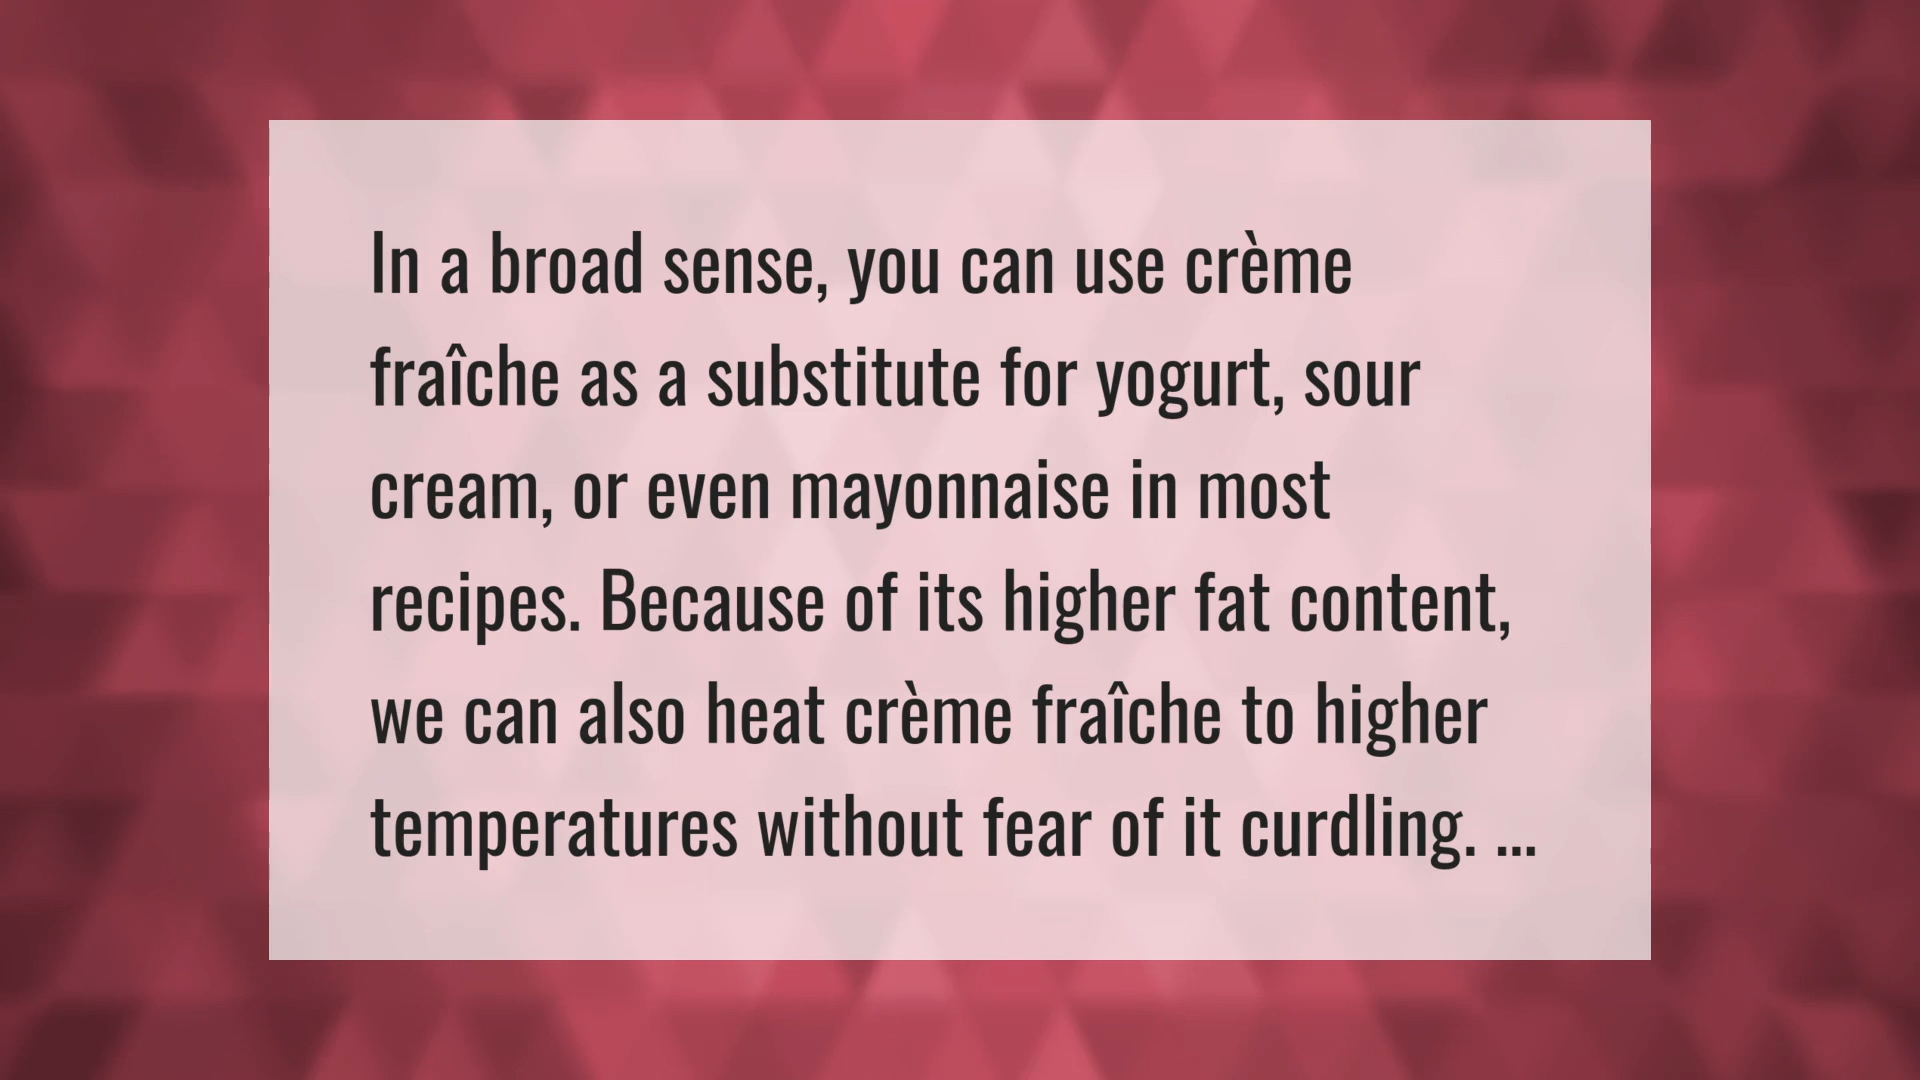 In a broad sense, you can use crème
fraîche as a substitute for yogurt, sour
cream, or even mayonnaise in most
recipes. Because of its higher fat content,
we can also heat crème fraîche to higher
temperatures without fear of it curdling. ...